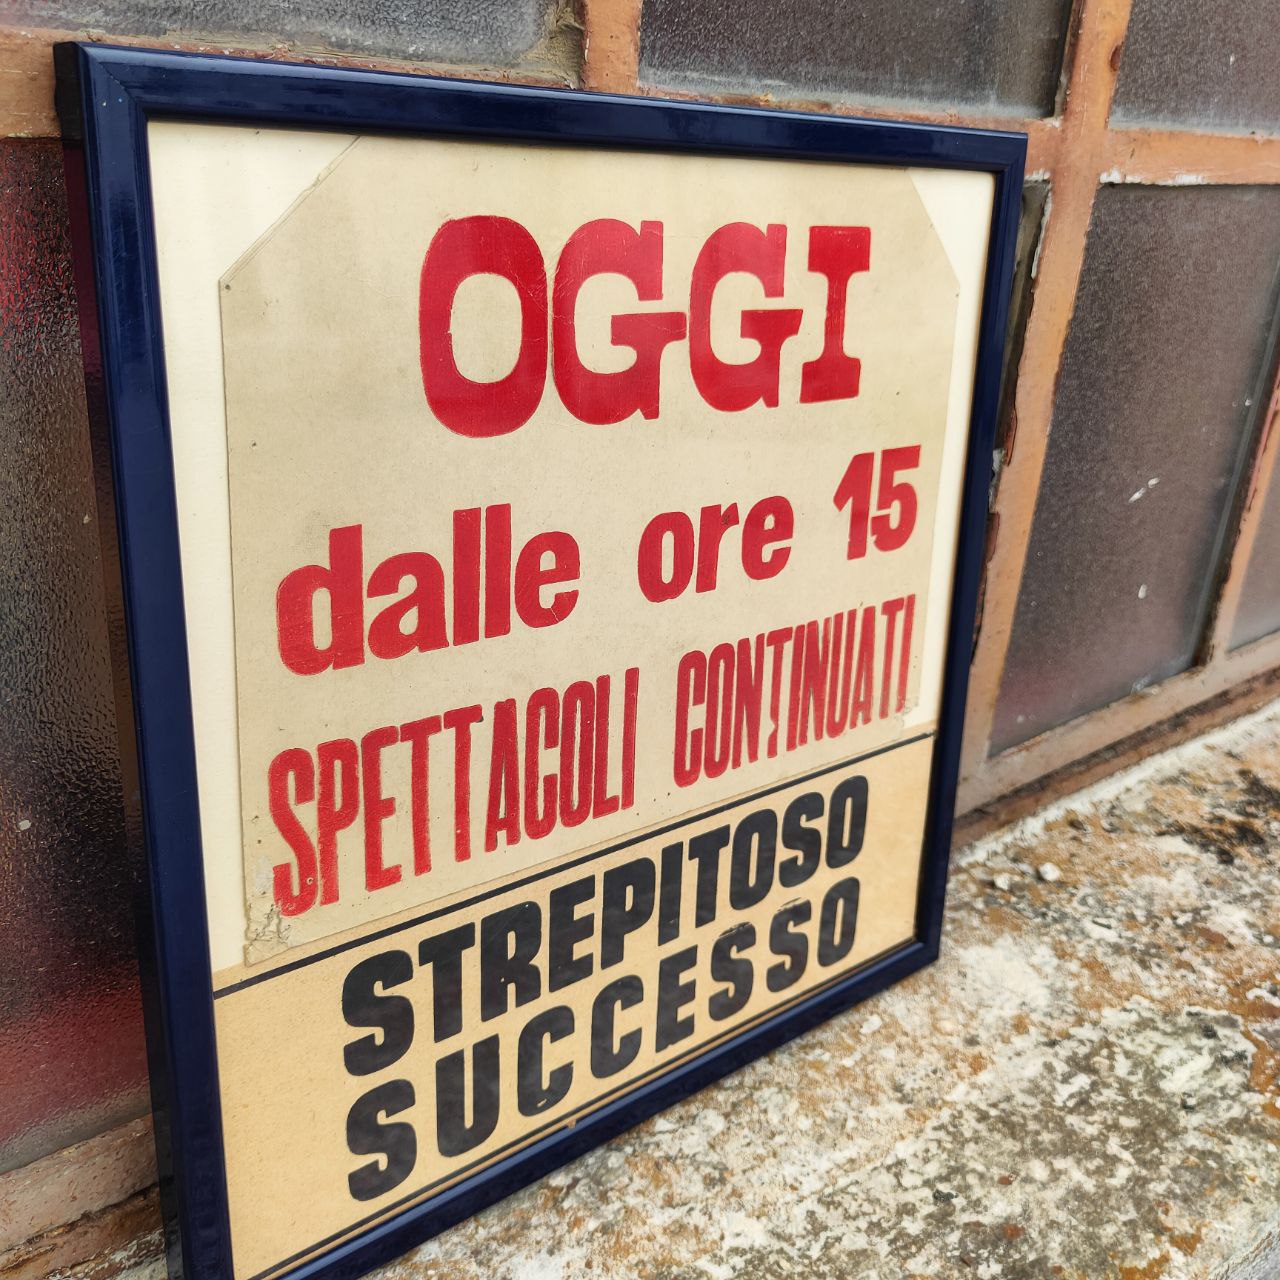 OGGI
dalle ore 15
SPETTACOLI CONTINUATI
STREPITOSO
SUCCESSO